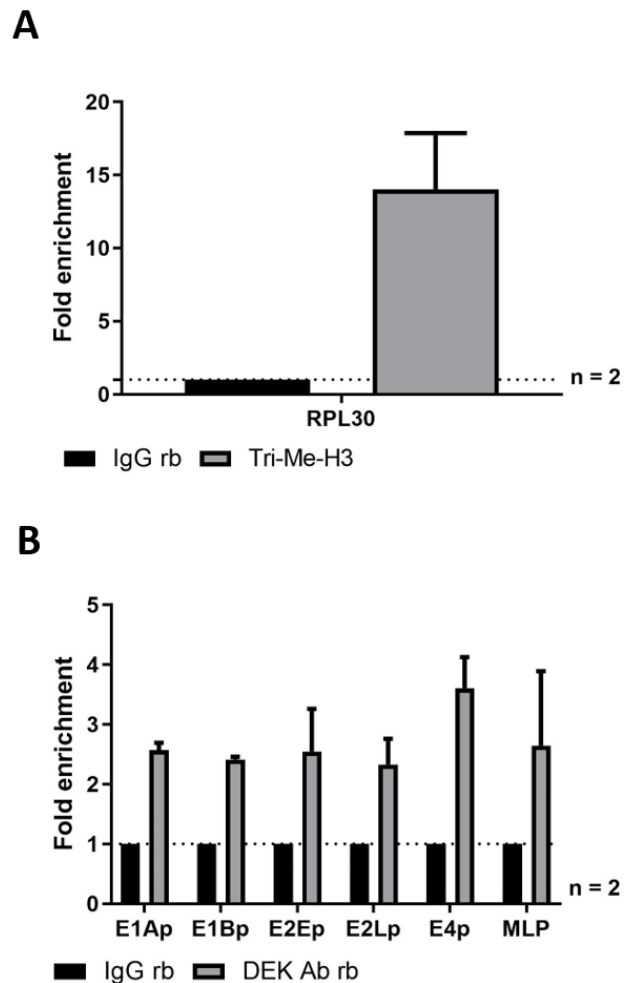 A
Fold enrichment
20
15
10
5
0
n = 2
RPL30
IgG rb Tri-Me-H3
B
Fold enrichment
5
4
3
2
1
0
n = 2
E1Ap E1Bp E2Ep E2Lp E4p MLP
IgG rb DEK Ab rb